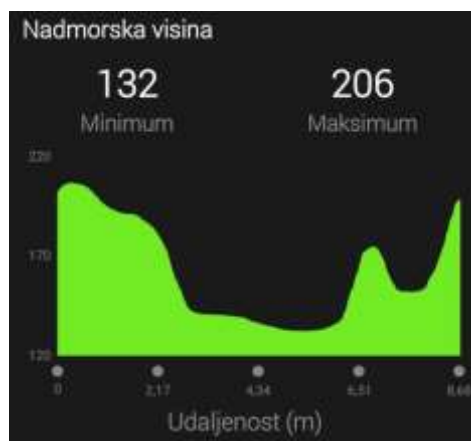 Nadmorska visina
132 206
Minimum Maksimum
220
170
120
0 2,17 4,34 6,51 8,68
Udaljenost (m)